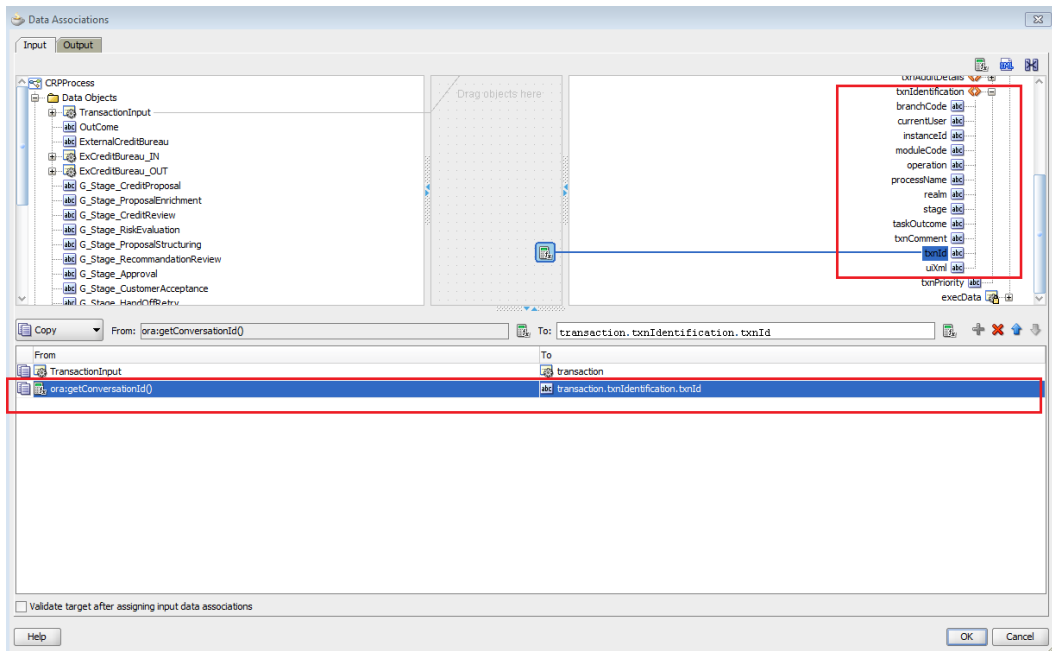 Data Associations
Input Output
CRPProcess
Data Objects
TransactionInput
OutCome
ExternalCreditBureau
ExCreditBureau_IN
ExCreditBureau_OUT
G_Stage_CreditProposal
G_Stage_ProposalEnrichment
G_Stage_CreditReview
G_Stage_RiskEvaluation
G_Stage_ProposalStructuring
G_Stage_RecommandationReview
G_Stage_Approval
G_Stage_CustomerAcceptance
G_Stage_HandOffRetry
Drag objects here
txnAuditDetails
txnIdentification
branchCode
currentUser
instanceId
moduleCode
operation
processName
realm
stage
taskOutcome
txnComment
txnId
uiXml
txnPriority
execData
Copy From: ora:getConversationId() To: transaction.txnIdentification.txnId
From To
TransactionInput transaction
ora:getConversationId() transaction.txnIdentification.txnId
Validate target after assigning input data associations
Help OK Cancel